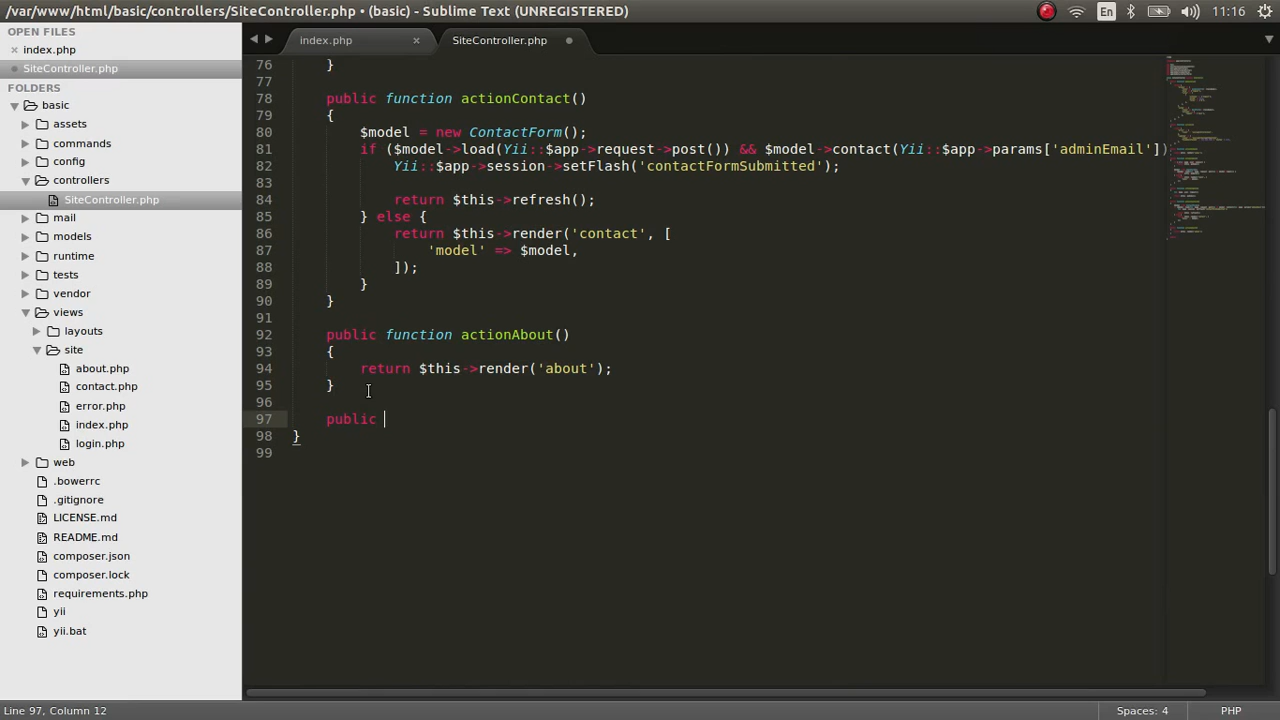 /var/www/html/basic/controllers/SiteController.php • (basic) - Sublime Text (UNREGISTERED)
En
11:16
OPEN FILES
index.php
SiteController.php
FOLDERS
basic
assets
commands
config
controllers
SiteController.php
mail
models
runtime
tests
vendor
views
layouts
site
about.php
contact.php
error.php
index.php
login.php
web
.bowerrc
.gitignore
LICENSE.md
README.md
composer.json
composer.lock
requirements.php
yii
yii.bat
index.php
SiteController.php
76 }
77
78 public function actionContact()
79 {
80 $model = new ContactForm();
81 if ($model->load(Yii::$app->request->post()) && $model->contact(Yii::$app->params['adminEmail'])
82 Yii::$app->session->setFlash('contactFormSubmitted');
83
84 return $this->refresh();
85 } else {
86 return $this->render('contact', [
87 'model' => $model,
88 ]);
89 }
90 }
91
92 public function actionAbout()
93 {
94 return $this->render('about');
95 }
96
97 public
98 }
99
Line 97, Column 12
Spaces: 4
PHP